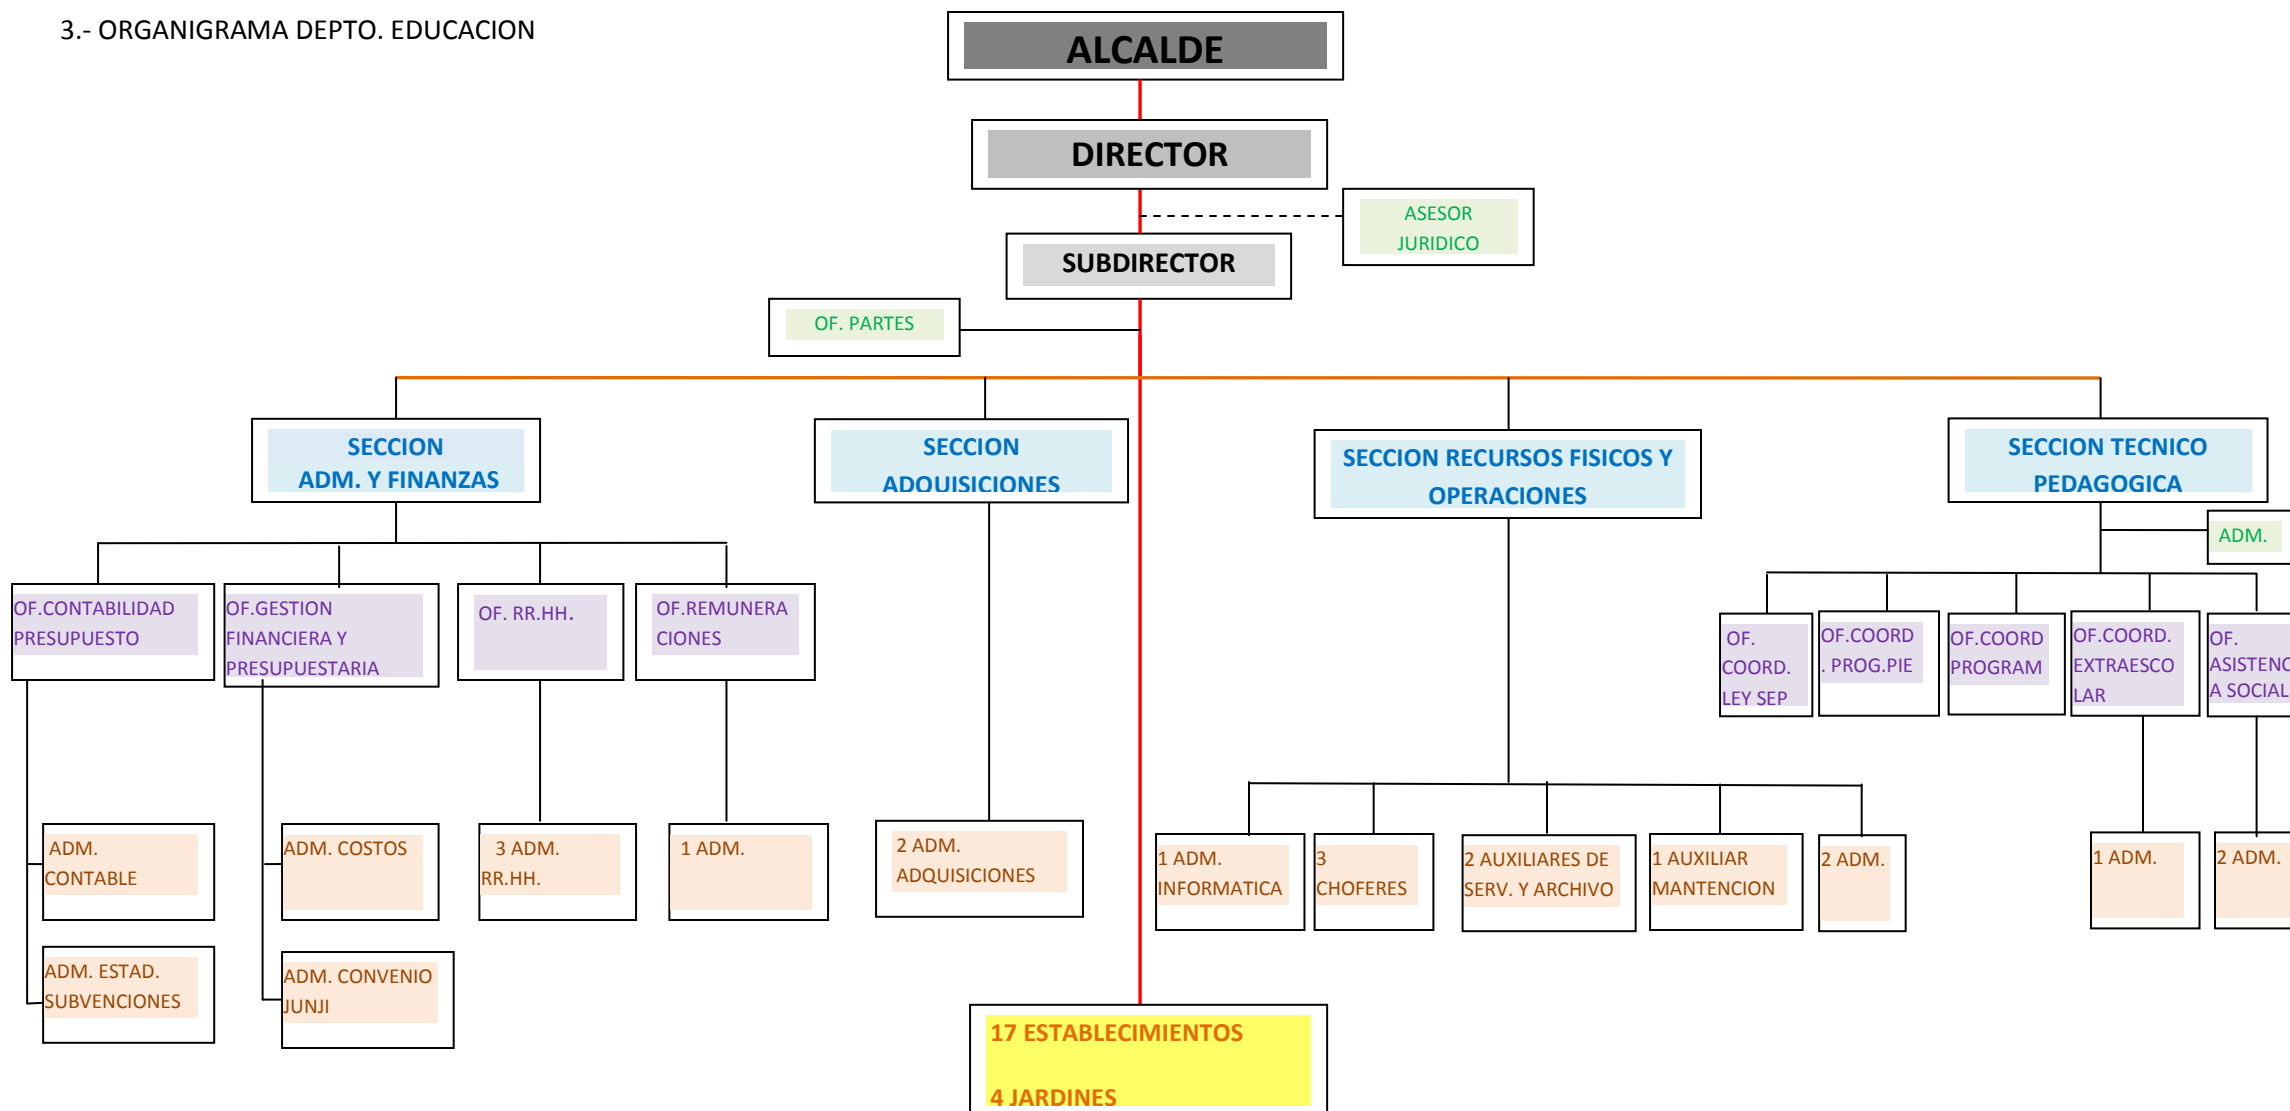 3.- ORGANIGRAMA DEPTO. EDUCACION
ALCALDE
DIRECTOR
ASESOR
JURIDICO
SUBDIRECTOR
OF. PARTES
SECCION
ADM. Y FINANZAS
SECCION
ADQUISICIONES
SECCION RECURSOS FISICOS Y
OPERACIONES
SECCION TECNICO
PEDAGOGICA
ADM.
OF.CONTABILIDAD
PRESUPUESTO
OF.GESTION
FINANCIERA Y
PRESUPUESTARIA
OF. RR.HH.
OF.REMUNERA
CIONES
OF.
COORD.
LEY SEP
OF.COORD
. PROG.PIE
OF.COORD
PROGRAM
OF.COORD.
EXTRAESCO
LAR
OF.
ASISTENC
A SOCIAL
ADM.
CONTABLE
ADM. COSTOS
3 ADM.
RR.HH.
1 ADM.
2 ADM.
ADQUISICIONES
1 ADM.
INFORMATICA
3
CHOFERES
2 AUXILIARES DE
SERV. Y ARCHIVO
1 AUXILIAR
MANTENCION
2 ADM.
1 ADM.
2 ADM.
ADM. ESTAD.
SUBVENCIONES
ADM. CONVENIO
JUNJI
17 ESTABLECIMIENTOS
4 JARDINES